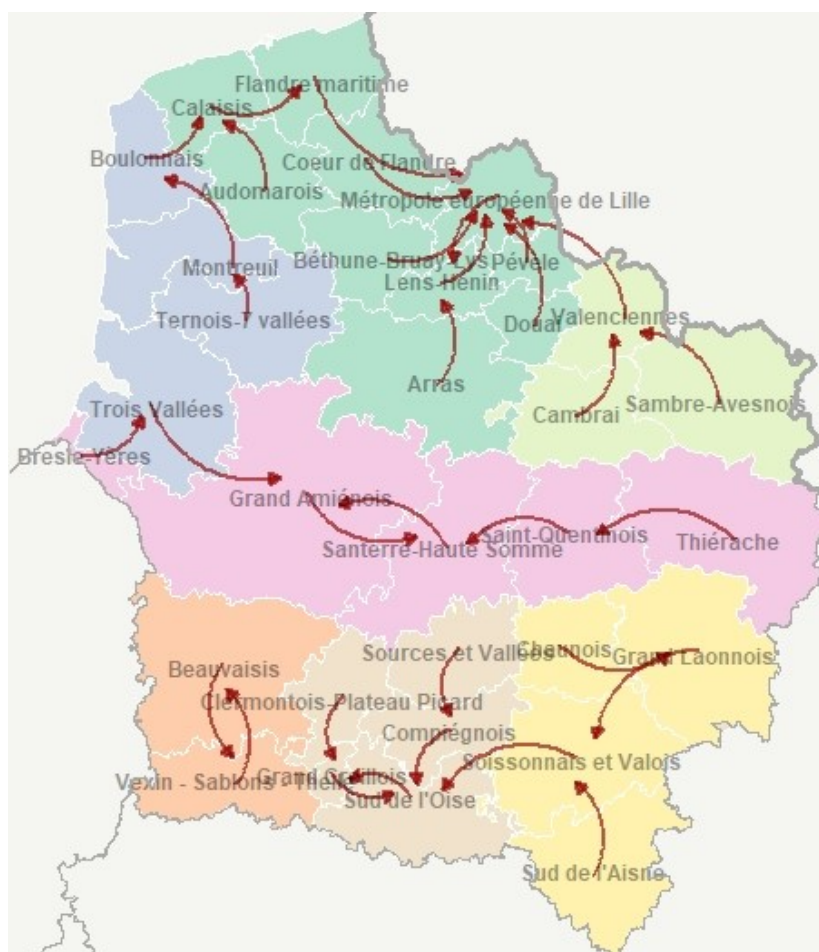 Flandre maritime
Calaisis
Boulonnais
Coeur de Flandre
Audomarois
Métropole européenne de Lille
Béthune-Bruay-Lys
Pévèle
Montreuil
Lens-Hénin
Ternois-7 vallées
Douai
Valenciennes
Arras
Trois Vallées
Cambrai
Sambre-Avesnois
Bresle-Yères
Grand Amiénois
Santerre-Haute Somme
Saint-Quentinois
Thiérache
Beauvaisis
Sources et Vallées
Chaunois
Grand Laonnois
Clermontois-Plateau Picard
Compiégnois
Soissonnais et Valois
Vexin - Sablons - Thelle
Grand Creillois
Sud de l'Oise
Sud de l'Aisne